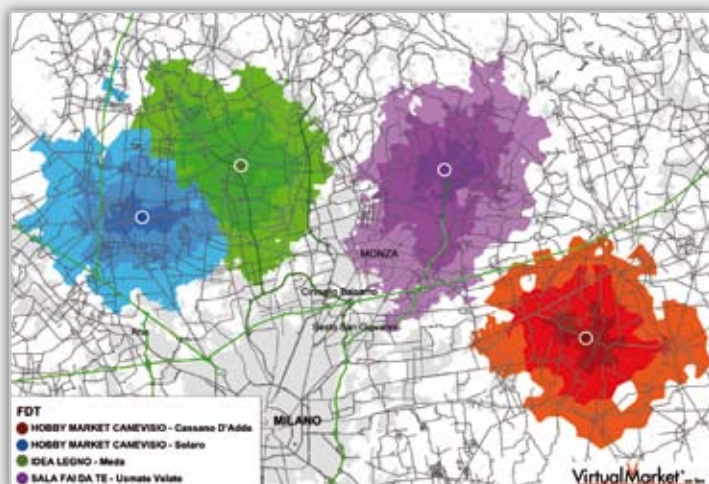 MONZA
Cinisello Balsamo
Sesto San Giovanni
MILANO
FDT
HOBBY MARKET CANEVISIO - Cassano D'Adda
HOBBY MARKET CANEVISIO - Solaro
IDEA LEGNO - Meda
SALA FAI DA TE - Usmate Velate
VirtualMarket